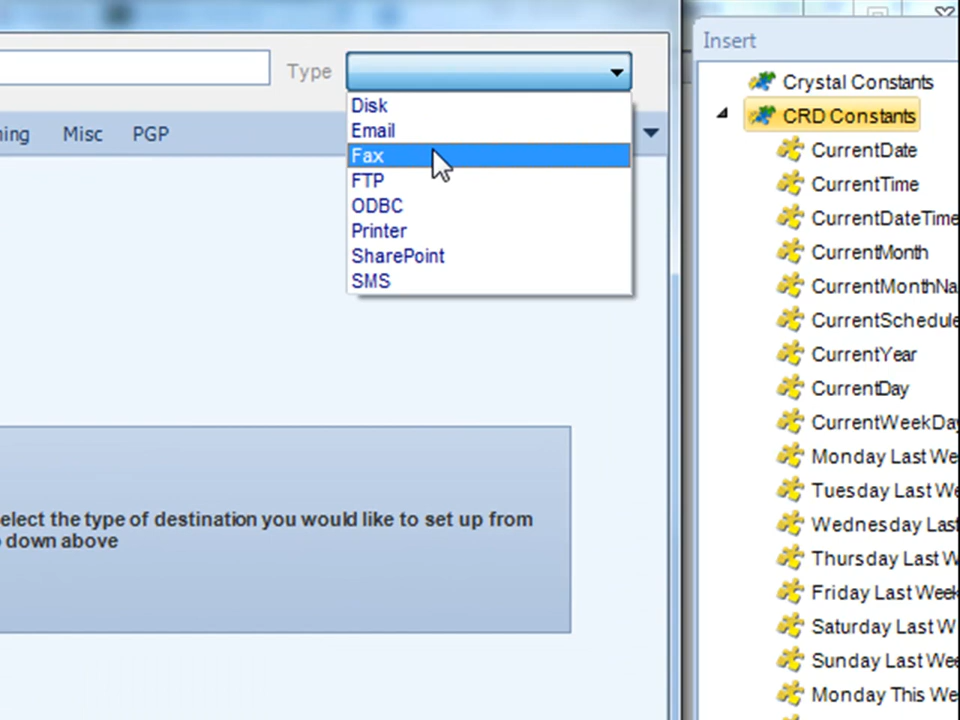 Type
Disk
Email
Fax
FTP
ODBC
Printer
SharePoint
SMS
Misc
PGP
elect the type of destination you would like to set up from
down above
Insert
Crystal Constants
CRD Constants
CurrentDate
CurrentTime
CurrentDateTime
CurrentMonth
CurrentMonthNa
CurrentSchedule
CurrentYear
CurrentDay
CurrentWeekDay
Monday Last We
Tuesday Last We
Wednesday Last
Thursday Last W
Friday Last Week
Saturday Last W
Sunday Last Wee
Monday This We